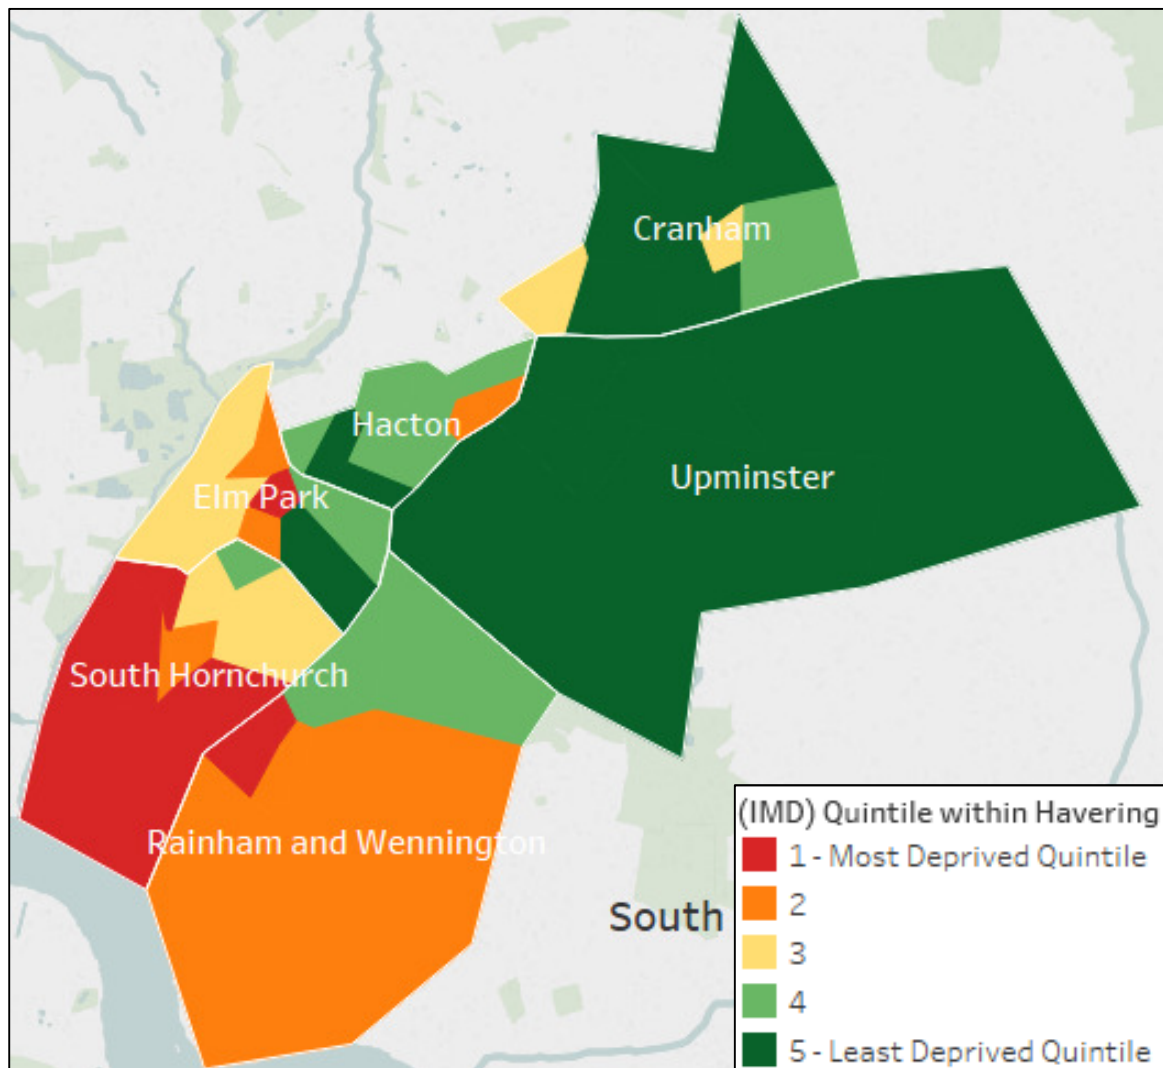 Cranham
Hacton
Upminster
Elm Park
South Hornchurch
Rainham and Wennington
South
(IMD) Quintile within Havering
1 - Most Deprived Quintile
2
3
4
5 - Least Deprived Quintile